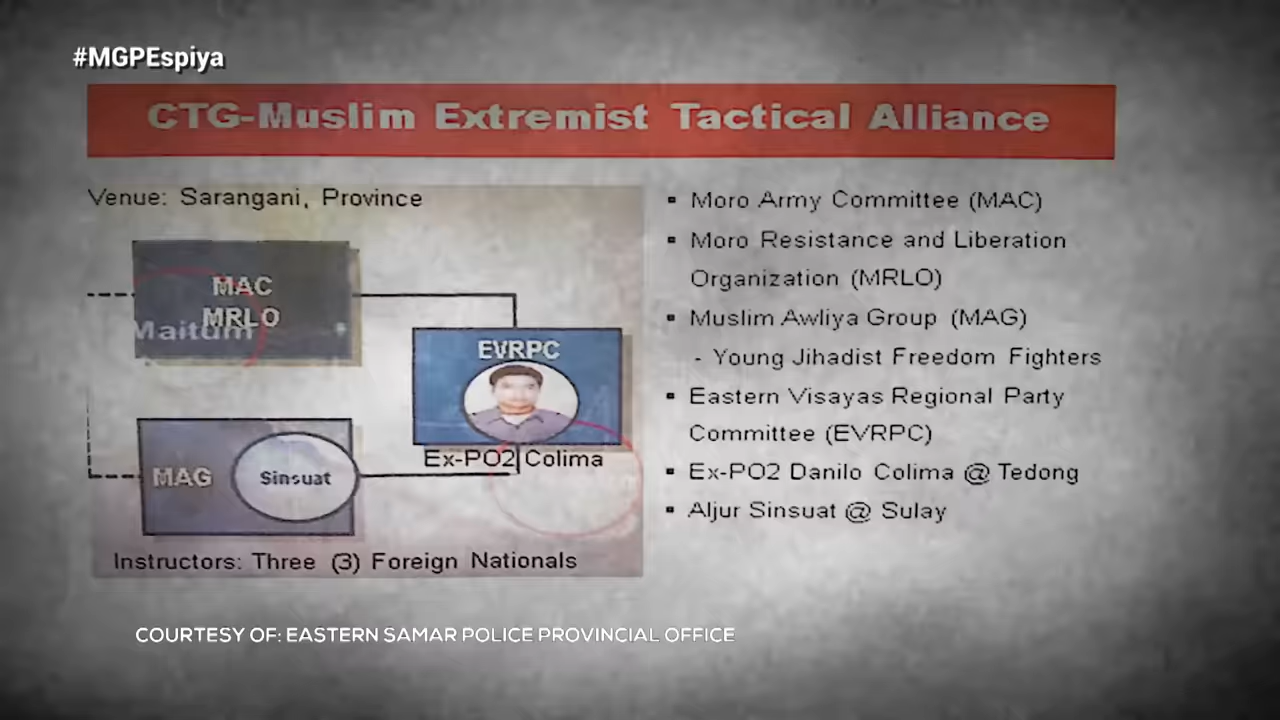 #MGPEspiya
CTG-Muslim Extremist Tactical Alliance
Venue: Sarangani, Province
MAC
MRLO
Maitum
EVRPC
Ex-PO2 Colima
MAG
Sinsuat
Instructors: Three (3) Foreign Nationals
▪ Moro Army Committee (MAC)
▪ Moro Resistance and Liberation
Organization (MRLO)
▪ Muslim Awliya Group (MAG)
- Young Jihadist Freedom Fighters
▪ Eastern Visayas Regional Party
Committee (EVRPC)
▪ Ex-PO2 Danilo Colima @ Tedong
▪ Aljur Sinsuat @ Sulay
COURTESY OF: EASTERN SAMAR POLICE PROVINCIAL OFFICE